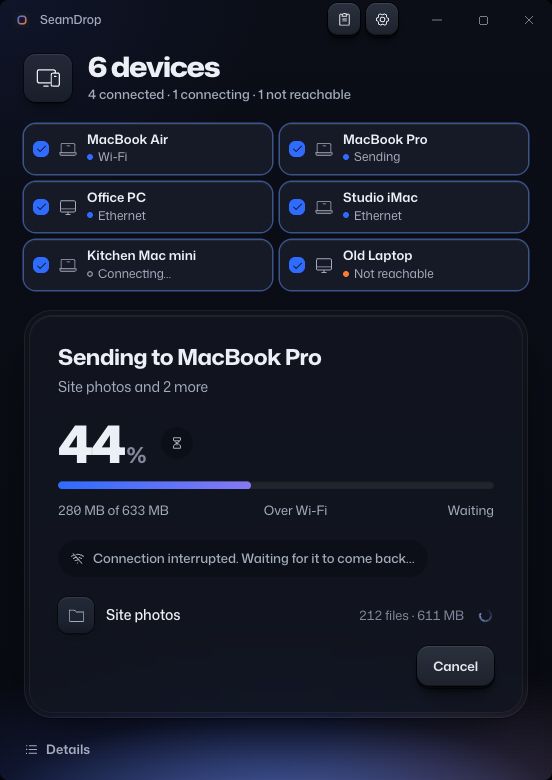 SeamDrop
6 devices
4 connected · 1 connecting · 1 not reachable
MacBook Air
Wi-Fi
MacBook Pro
Sending
Office PC
Ethernet
Studio iMac
Ethernet
Kitchen Mac mini
Connecting...
Old Laptop
Not reachable
Sending to MacBook Pro
Site photos and 2 more
44%
280 MB of 633 MB
Over Wi-Fi
Waiting
Connection interrupted. Waiting for it to come back...
Site photos
212 files · 611 MB
Cancel
Details